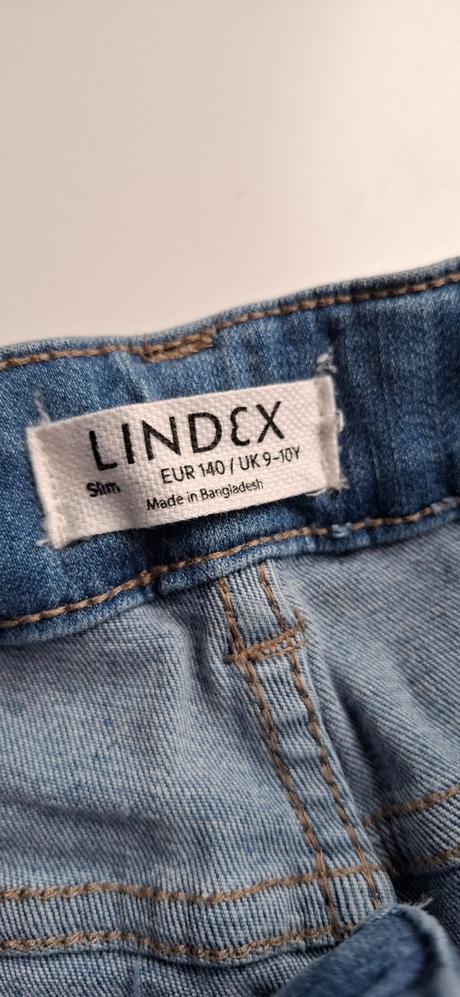 LINDEX
EUR 140 / UK 9-10Y
Slim
Made in Bangladesh